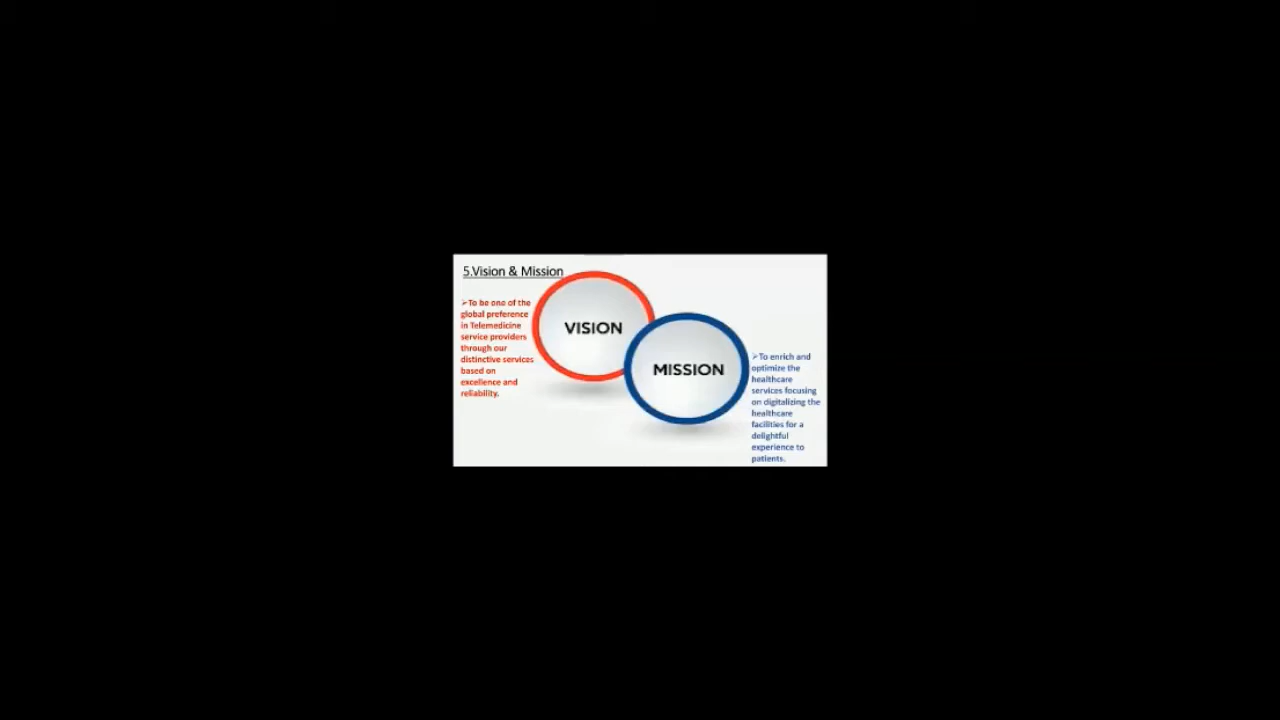 5.Vision & Mission
➢To be one of the
global preference
in Telemedicine
service providers
through our
distinctive services
based on
excellence and
reliability.
VISION
MISSION
➢To enrich and
optimize the
healthcare
services focusing
on digitalizing the
healthcare
facilities for a
delightful
experience to
patients.